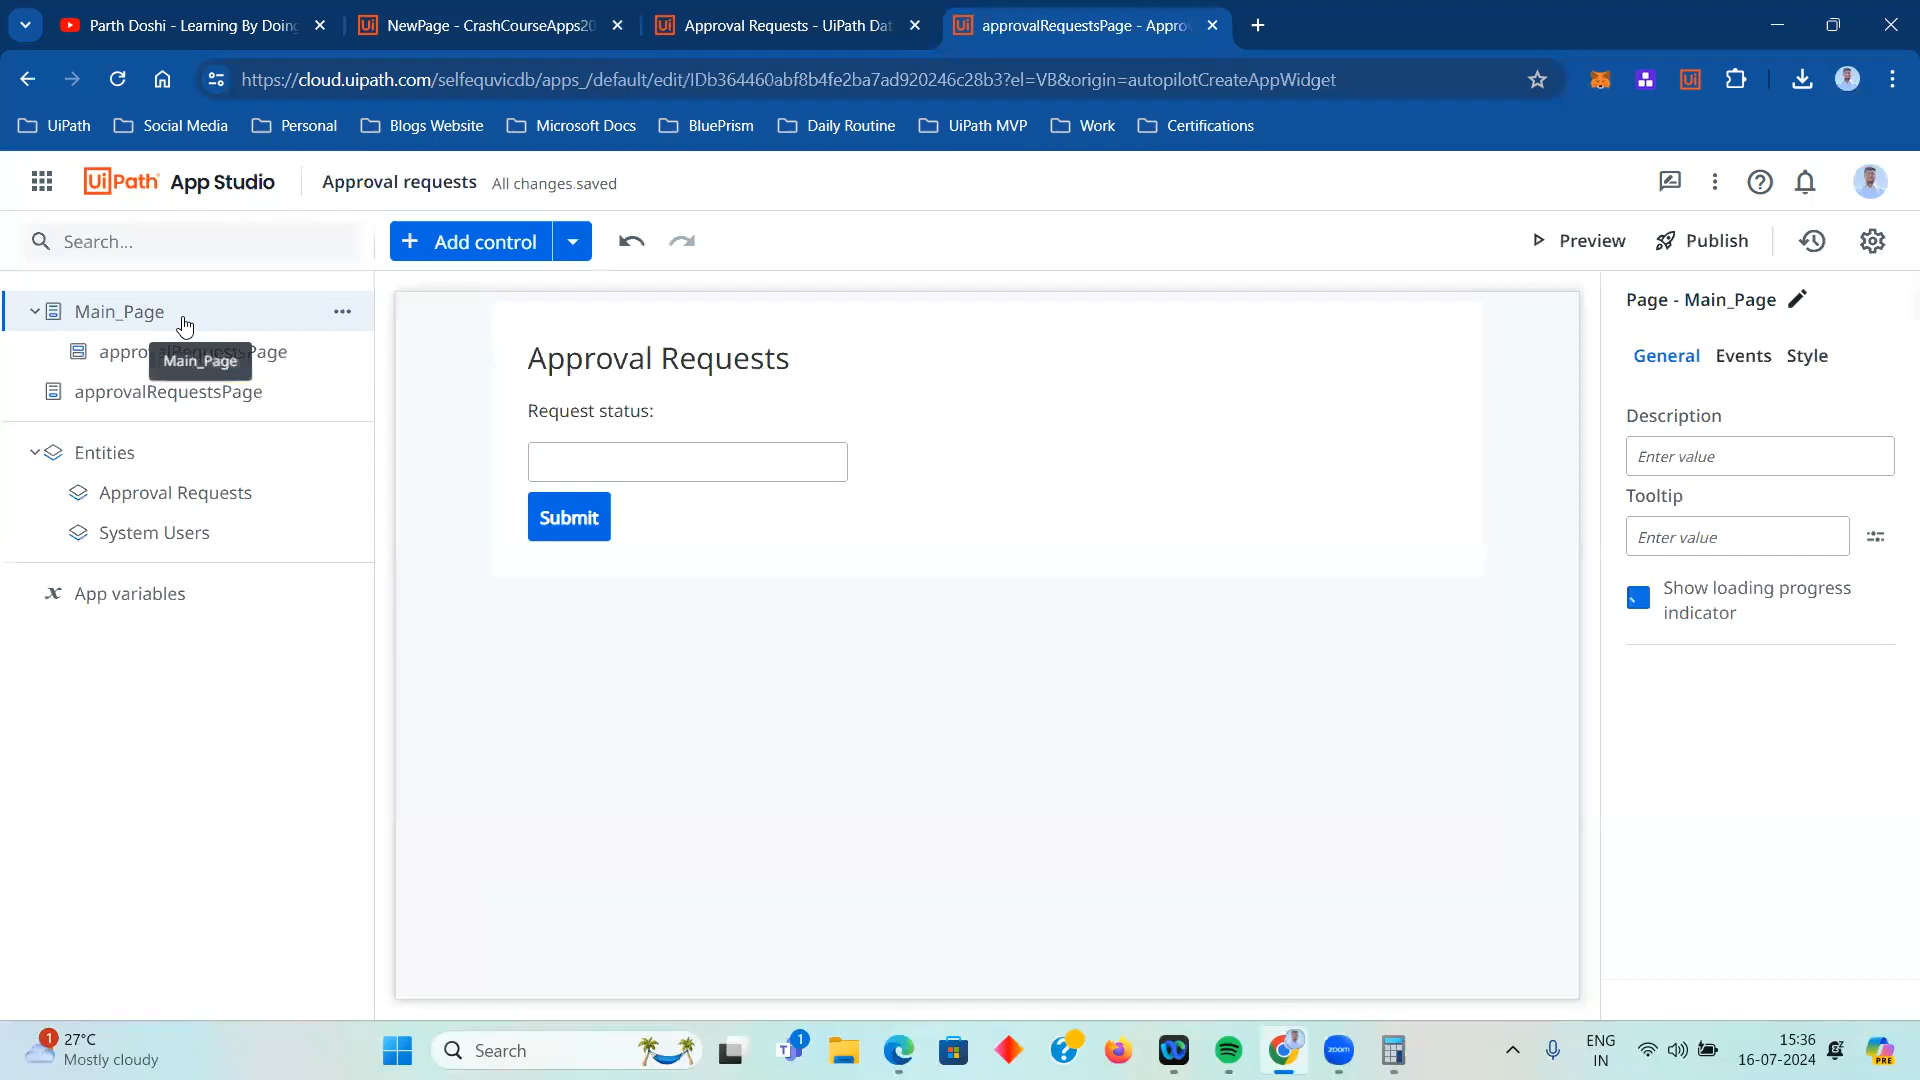 Parth Doshi - Learning By Doing
NewPage - CrashCourseApps20
Approval Requests - UiPath Dat
approvalRequestsPage - Appro
https://cloud.uipath.com/selfequvicdb/apps_/default/edit/IDb364460abf8b4fe2ba7ad920246c28b3?el=VB&origin=autopilotCreateAppWidget
UiPath Social Media Personal Blogs Website Microsoft Docs BluePrism Daily Routine UiPath MVP Work Certifications
UiPath App Studio Approval requests All changes saved
Search... + Add control Preview Publish
Main_Page
Main_Page
approvalRequestsPage
Entities
Approval Requests
System Users
App variables
Approval Requests
Request status:
Submit
Page - Main_Page
General Events Style
Description
Enter value
Tooltip
Enter value
Show loading progress
indicator
1 27°C
Mostly cloudy
Search
1
zoom
ENG
IN
15:36
16-07-2024
PRE